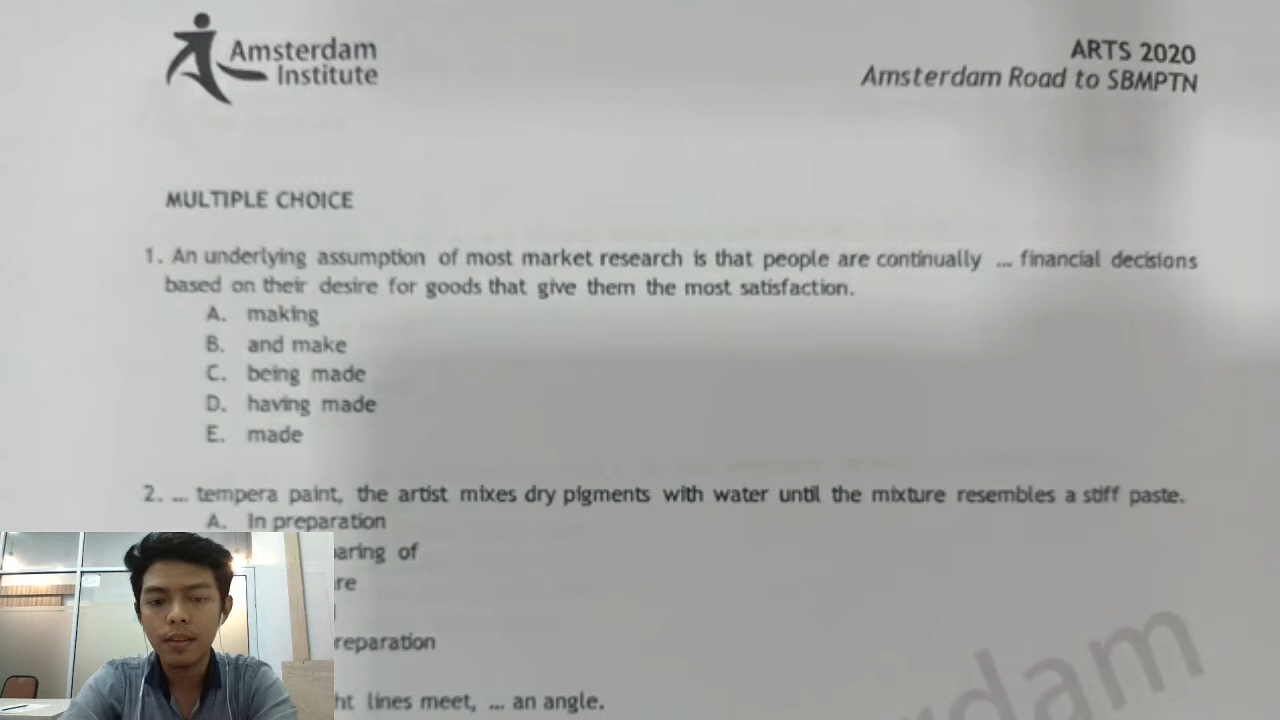 Amsterdam
Institute
ARTS 2020
Amsterdam Road to SBMPTN
MULTIPLE CHOICE
1. An underlying assumption of most market research is that people are continually ... financial decisions
based on their desire for goods that give them the most satisfaction.
A. making
B. and make
C. being made
D. having made
E. made
2. ... tempera paint, the artist mixes dry pigments with water until the mixture resembles a stiff paste.
A. In preparation
aring of
re
reparation
ht lines meet, ... an angle.
dam